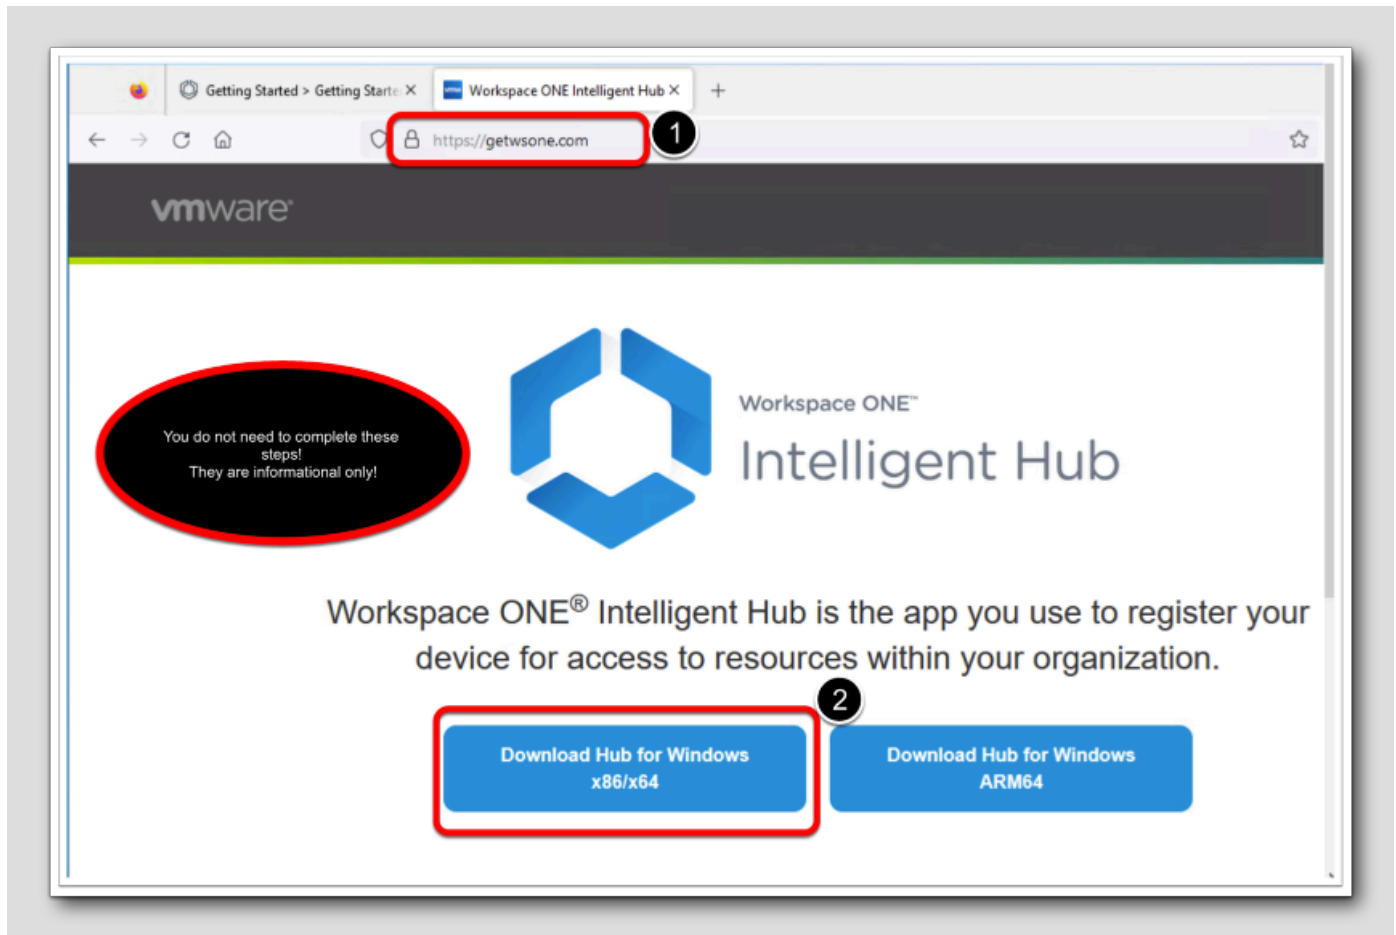 Getting Started > Getting Starte
Workspace ONE Intelligent Hub
https://getwsone.com
1
vmware®
You do not need to complete these
steps!
They are informational only!
Workspace ONE™
Intelligent Hub
Workspace ONE® Intelligent Hub is the app you use to register your
device for access to resources within your organization.
2
Download Hub for Windows
x86/x64
Download Hub for Windows
ARM64